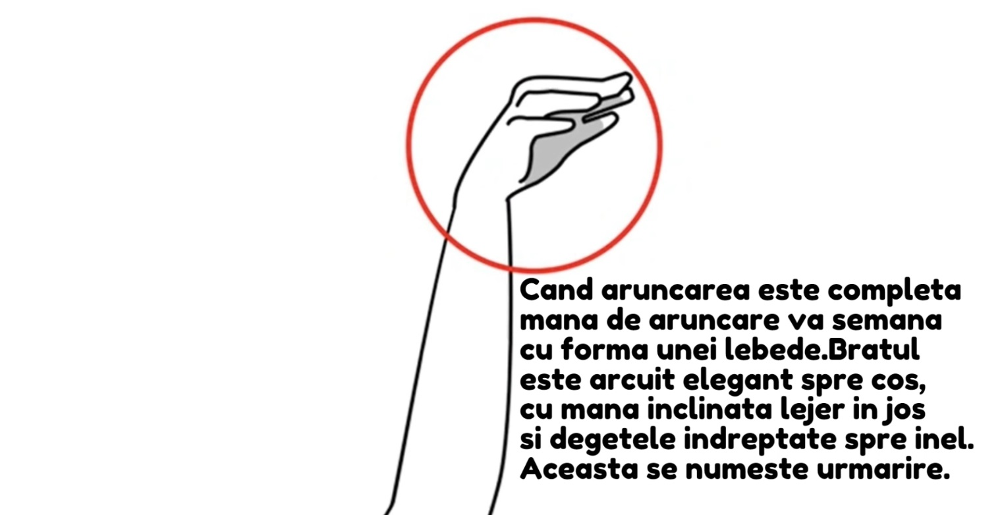 Cand aruncarea este completa
mana de aruncare va semana
cu forma unei lebede.Bratul
este arcuit elegant spre cos,
cu mana inclinata lejer in jos
si degetele indreptate spre inel.
Aceasta se numeste urmarire.